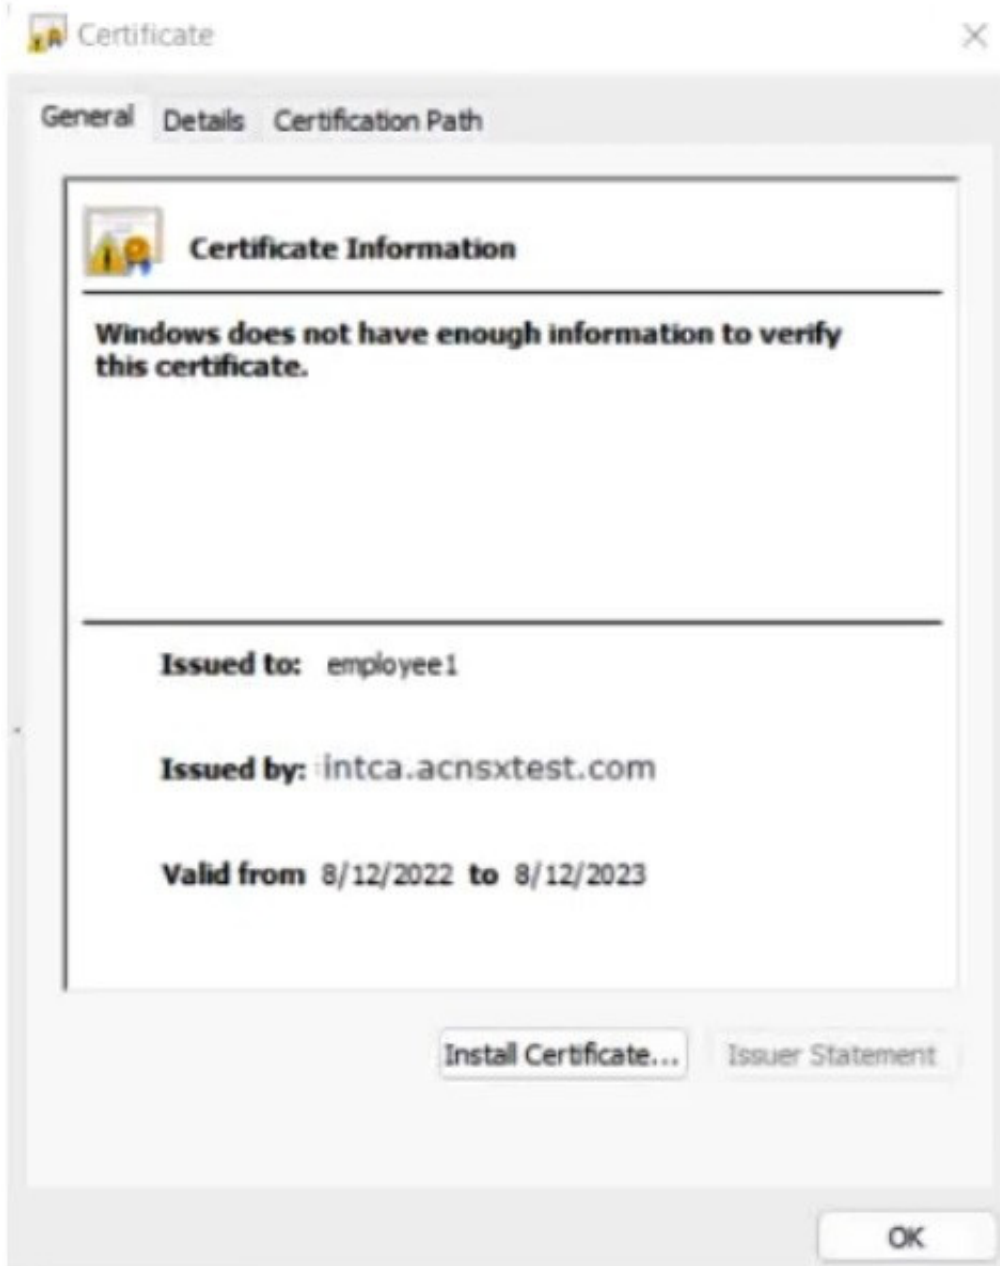 Certificate
General Details Certification Path
Certificate Information
Windows does not have enough information to verify
this certificate.
Issued to: employee1
Issued by: intca.acnsxtest.com
Valid from 8/12/2022 to 8/12/2023
Install Certificate... Issuer Statement
OK